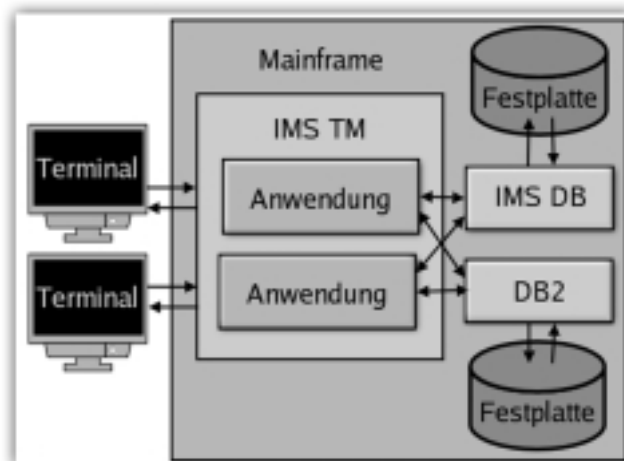 Mainframe
Festplatte
IMS TM
Terminal
Anwendung
IMS DB
Terminal
Anwendung
DB2
Festplatte